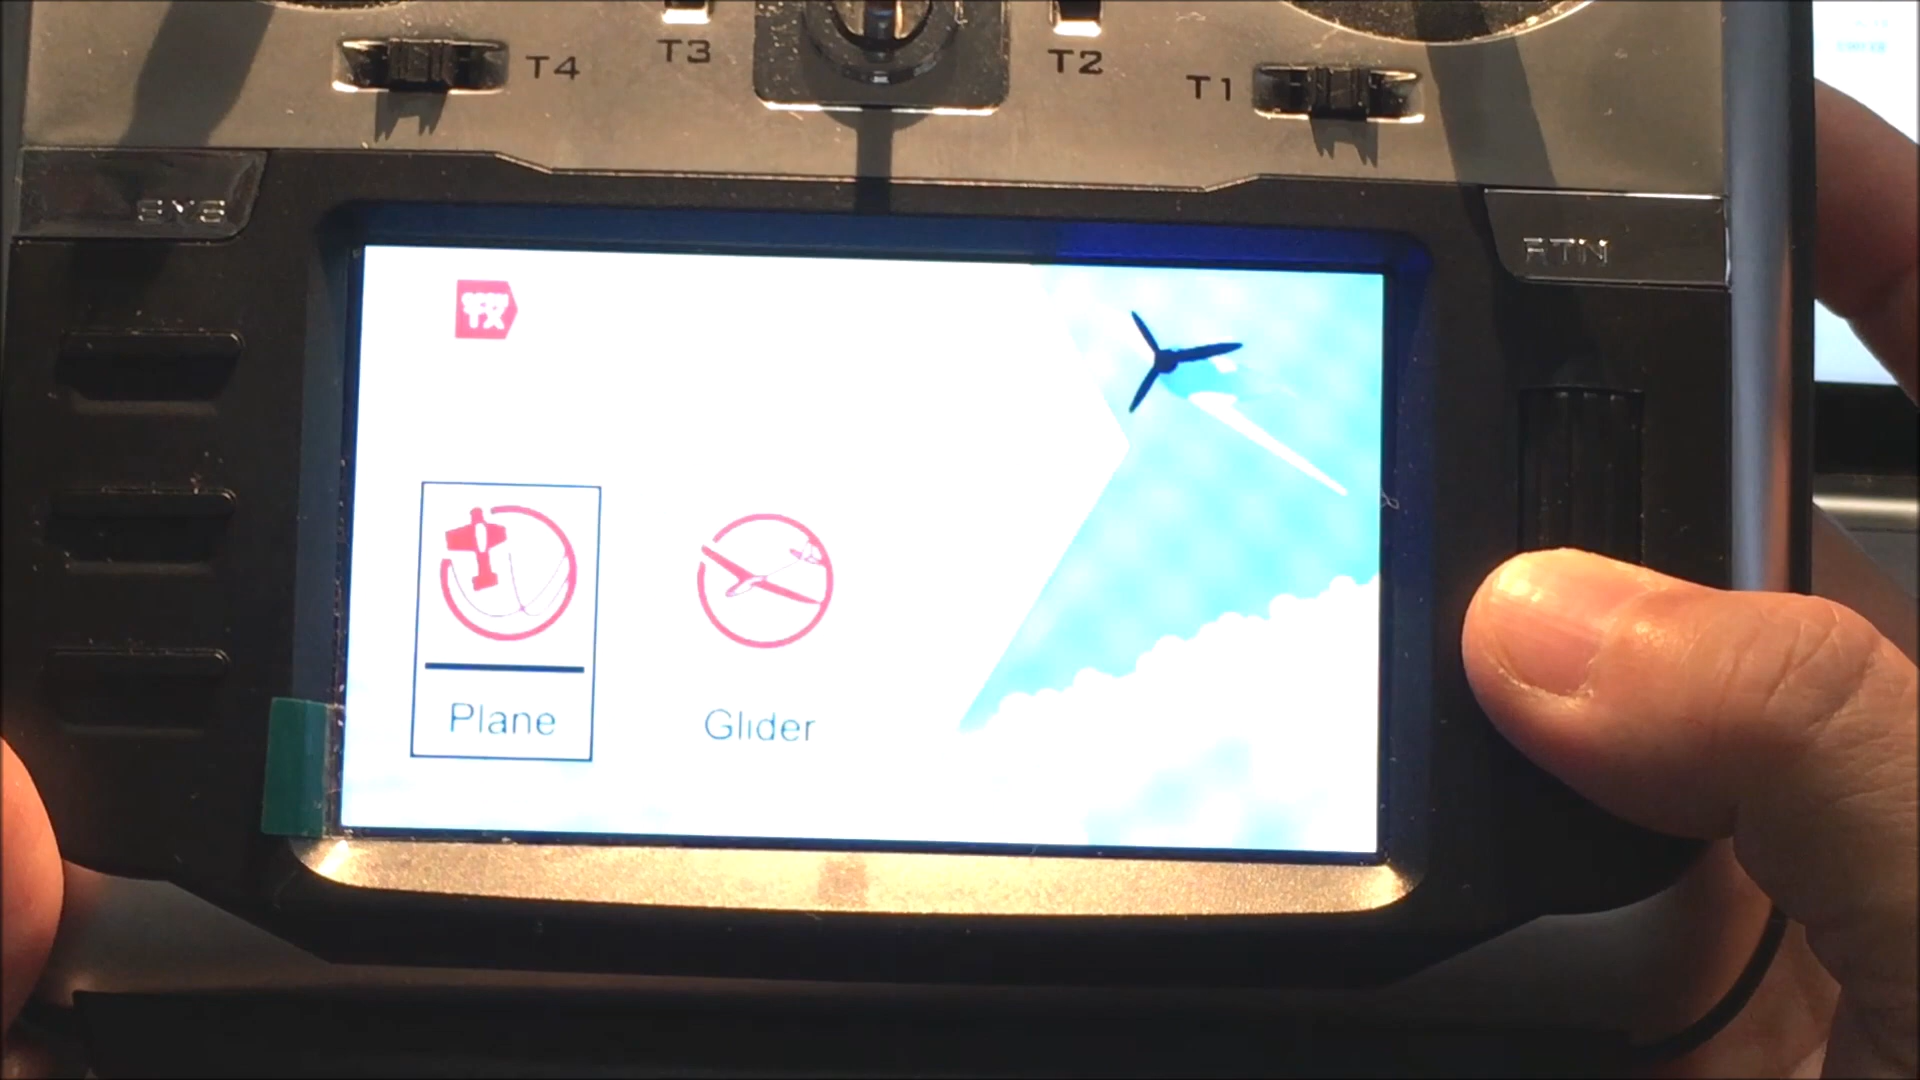 T4
T3
T2
T1
SYS
RTN
TX
Plane
Glider